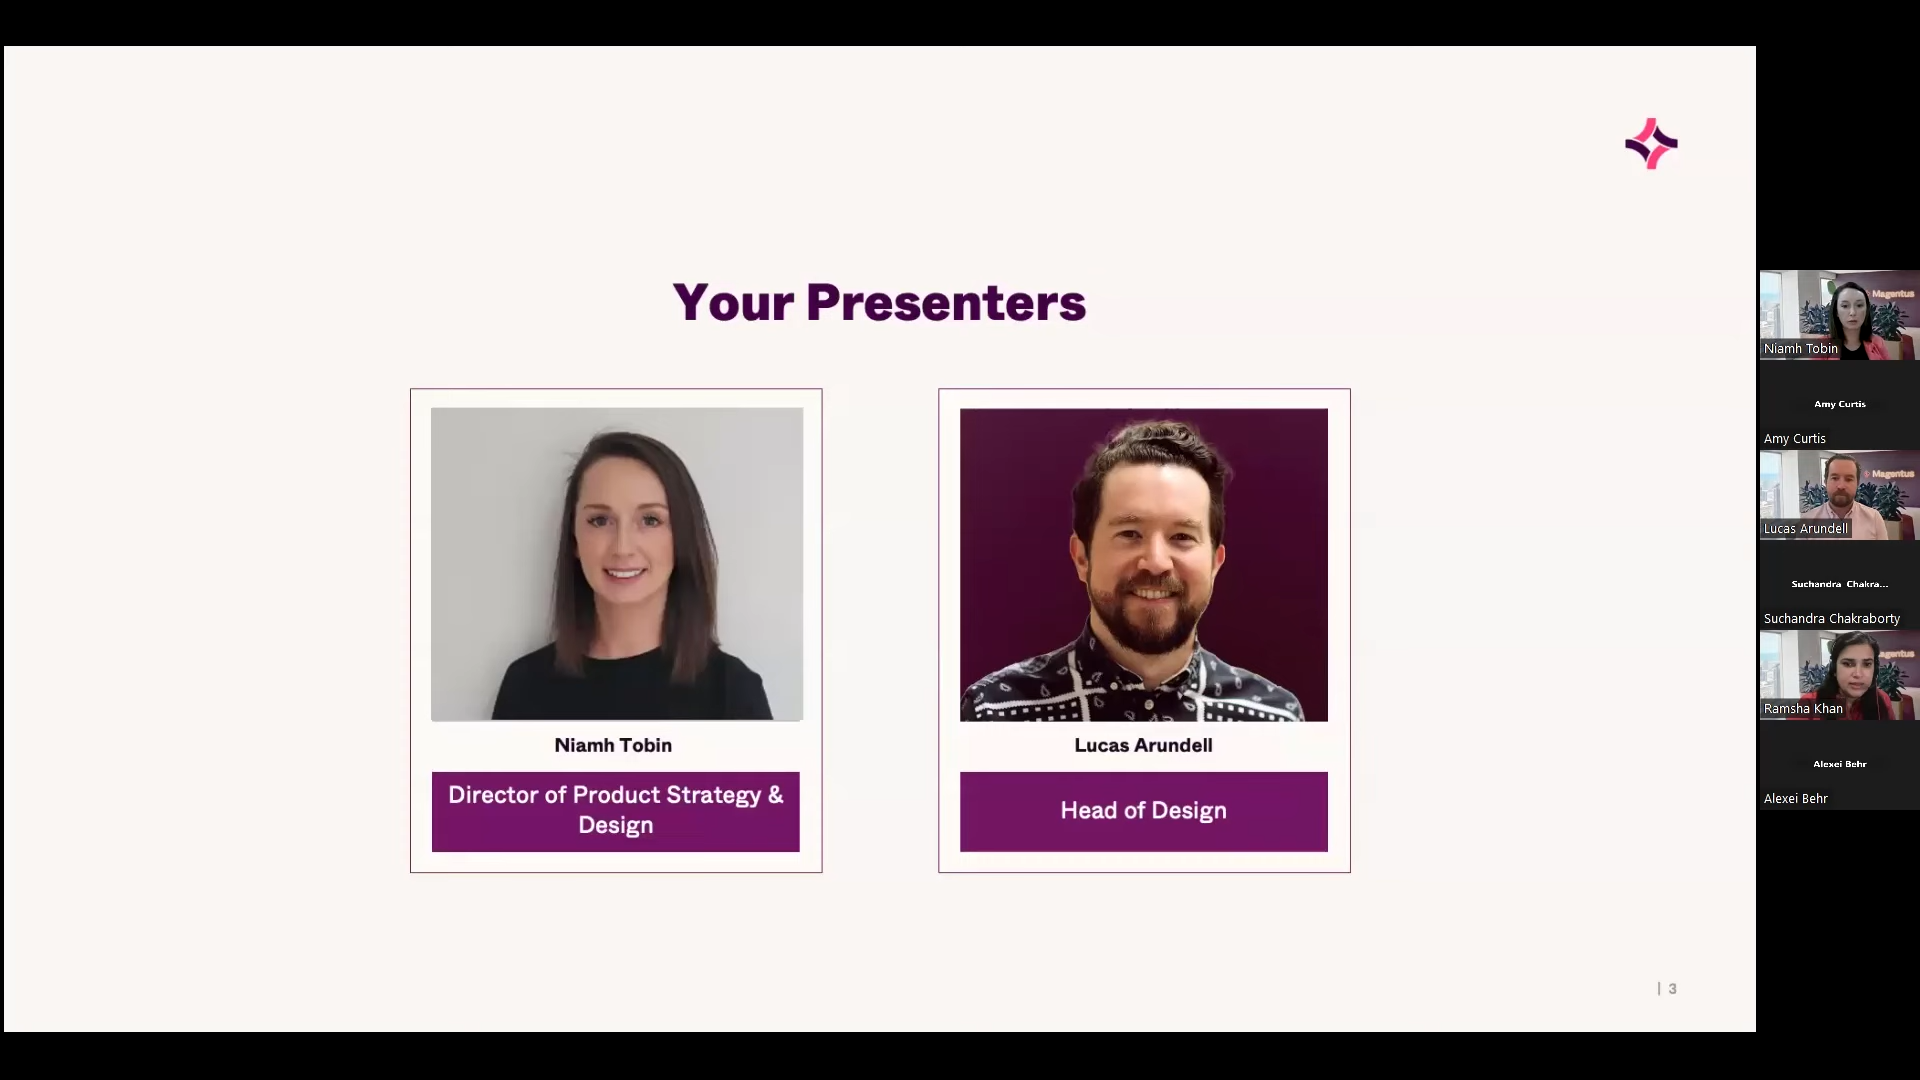 Your Presenters
Niamh Tobin
Director of Product Strategy &
Design
Lucas Arundell
Head of Design
| 3
Magentus
Niamh Tobin
Amy Curtis
Amy Curtis
Magentus
Lucas Arundell
Suchandra Chakra...
Suchandra Chakraborty
agentus
Ramsha Khan
Alexei Behr
Alexei Behr